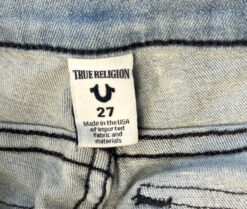 TRUE RELIGION
27
Made in the USA
of imported
fabric and
materials